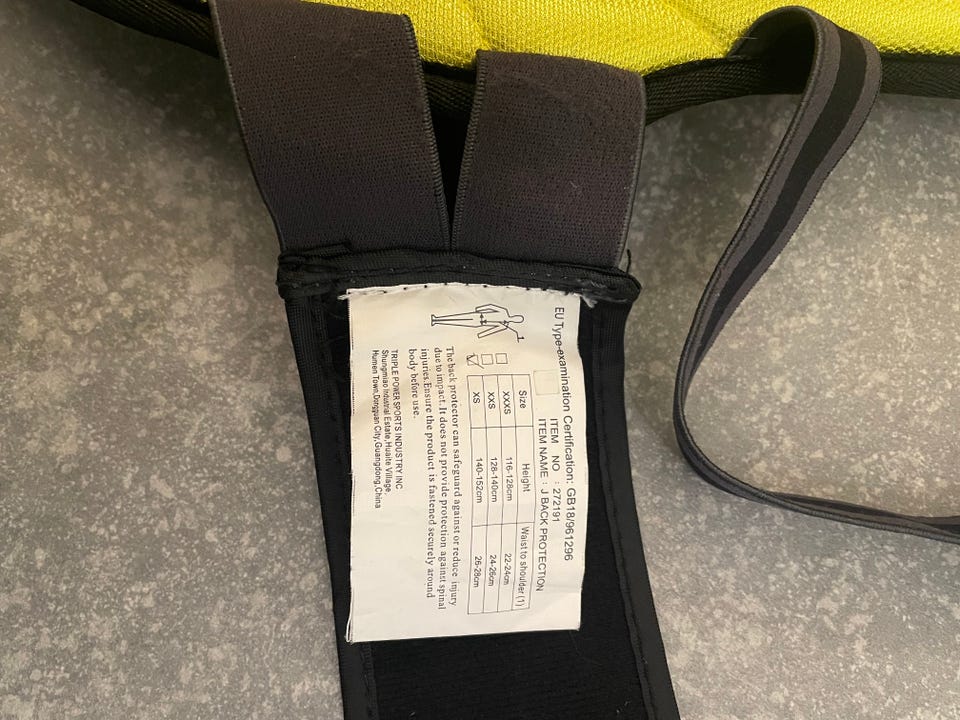 EU Type-examination Certification: GB18/961296
ITEM NO : 272191
ITEM NAME : J BACK PROTECTION
Size Height Waist to shoulder (1)
XXXS 116-128cm 22-24cm
XXS 128-140cm 24-26cm
XS 140-152cm 26-28cm
1
The back protector can safeguard against or reduce injury
due to impact. It does not provide protection against spinal
injuries.Ensure the product is fastened securely around
body before use.
TRIPLE POWER SPORTS INDUSTRY INC
Shungmiao Industrial Estate,Huaite Village
Humen Town,Dongguan City,Guangdong,China